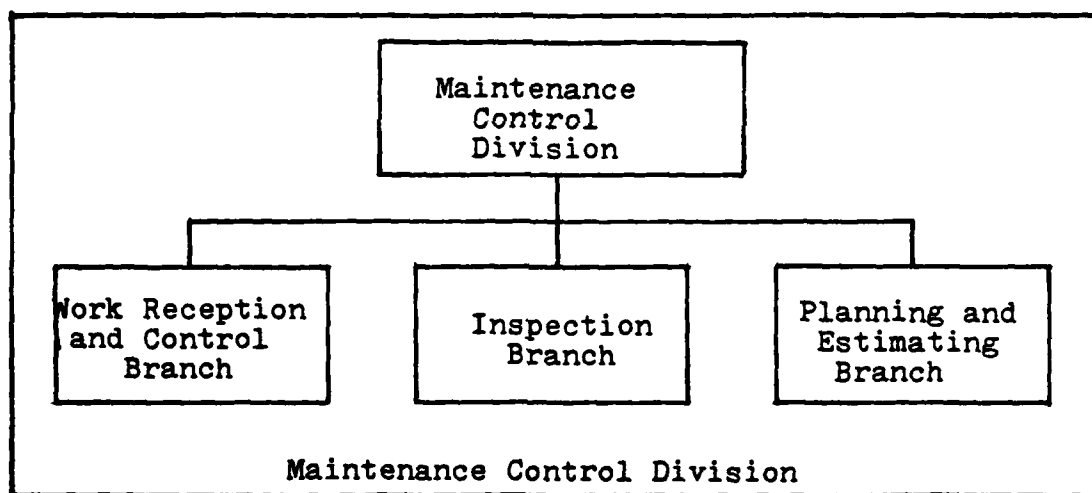 Maintenance
Control
Division
Work Reception
and Control
Branch
Inspection
Branch
Planning and
Estimating
Branch
Maintenance Control Division